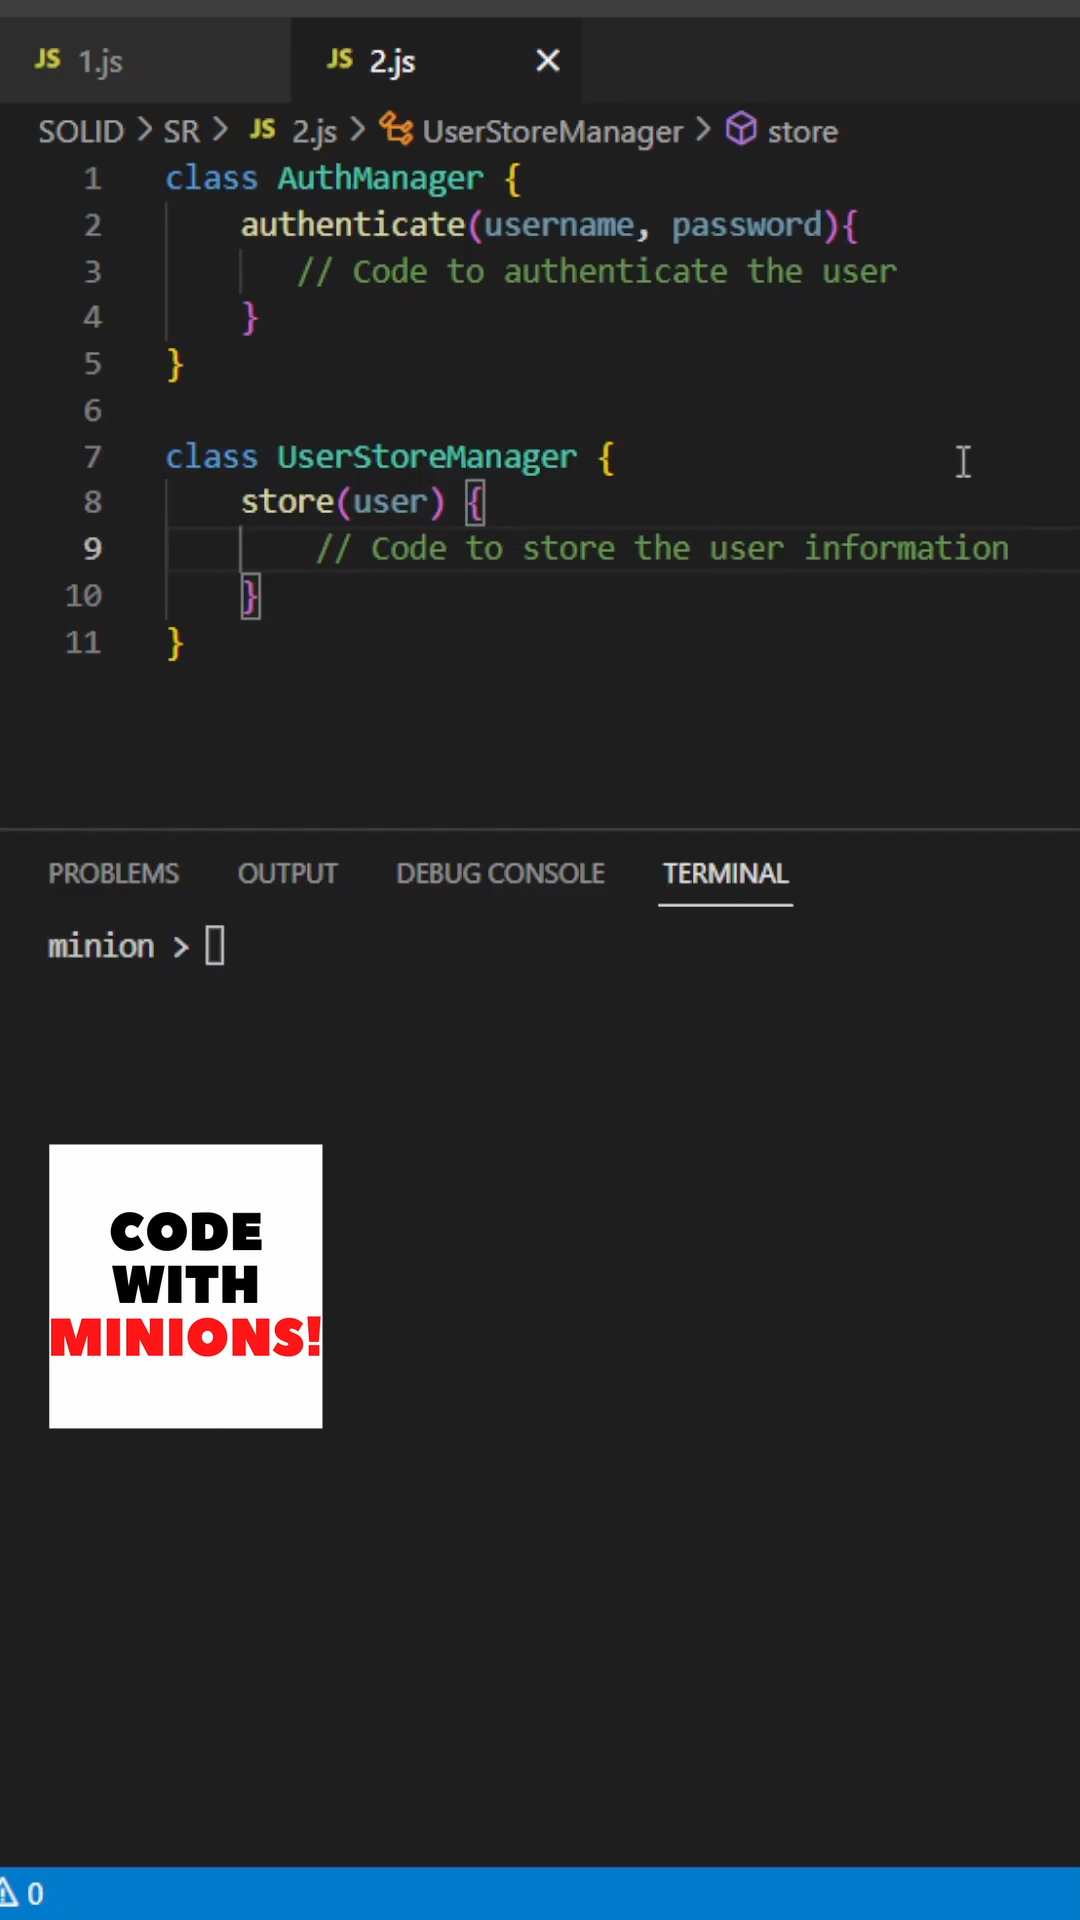 JS 1.js JS 2.js ×
SOLID > SR > JS 2.js > UserStoreManager > store
1 class AuthManager {
2     authenticate(username, password){
3        // Code to authenticate the user
4     }
5 }
6
7 class UserStoreManager {
8     store(user) {
9         // Code to store the user information
10     }
11 }
PROBLEMS OUTPUT DEBUG CONSOLE TERMINAL
minion >
CODE
WITH
MINIONS!
0